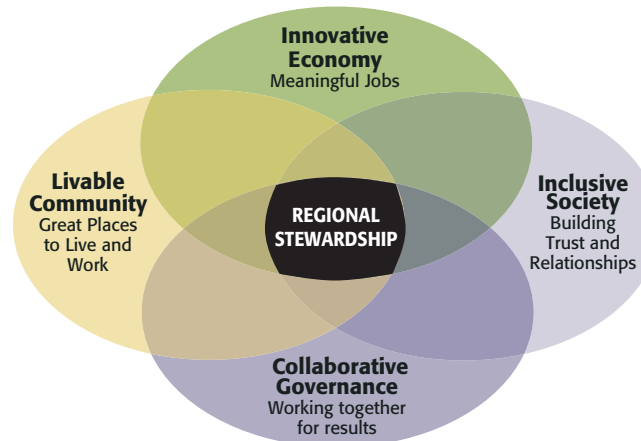 Innovative
Economy
Meaningful Jobs
Livable
Community
Great Places
to Live and
Work
REGIONAL
STEWARDSHIP
Inclusive
Society
Building
Trust and
Relationships
Collaborative
Governance
Working together
for results